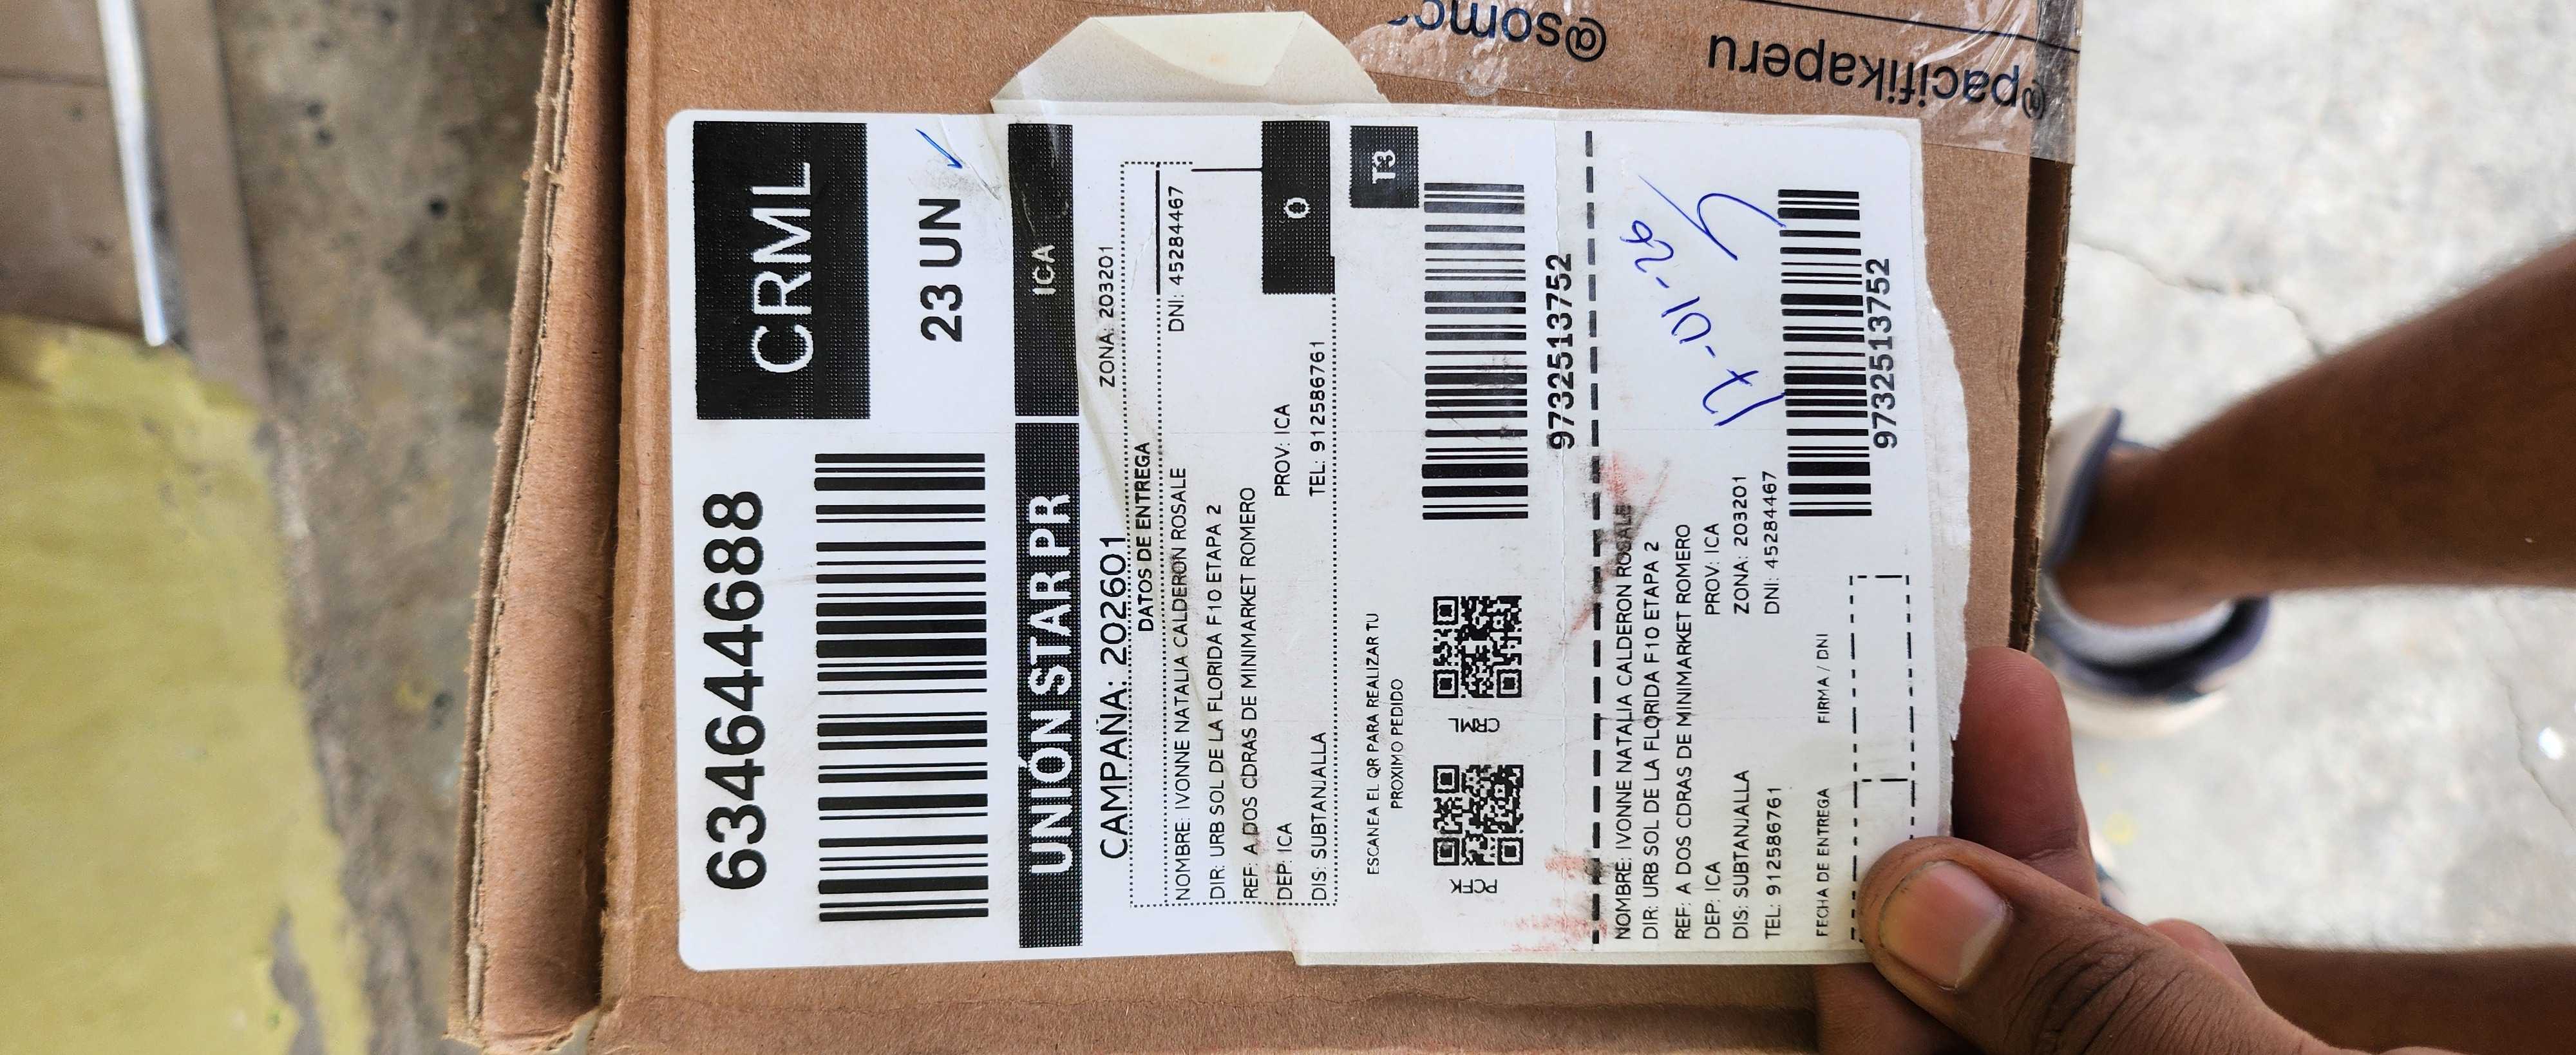 6346444688
CRML
23 UN
UNIÓN STAR PR
ICA
CAMPAÑA: 202601
ZONA: 203201
DATOS DE ENTREGA
NOMBRE: IVONNE NATALIA CALDERON ROSALE
DNI: 45284467
DIR: URB SOL DE LA FLORIDA F10 ETAPA 2
REF: A DOS CDRAS DE MINIMARKET ROMERO
DEP: ICA
PROV: ICA
DIS: SUBTANJALLA
TEL: 912586761
O
T3
ESCANEA EL QR PARA REALIZAR TU
PROXIMO PEDIDO
PCFK
CRML
9732513752
NOMBRE: IVONNE NATALIA CALDERON ROSALE
DIR: URB SOL DE LA FLORIDA F10 ETAPA 2
REF: A DOS CDRAS DE MINIMARKET ROMERO
DEP: ICA
PROV: ICA
DIS: SUBTANJALLA
ZONA: 203201
TEL: 912586761
DNI: 45284467
FECHA DE ENTREGA
FIRMA / DNI
9732513752
@pacifikaperu